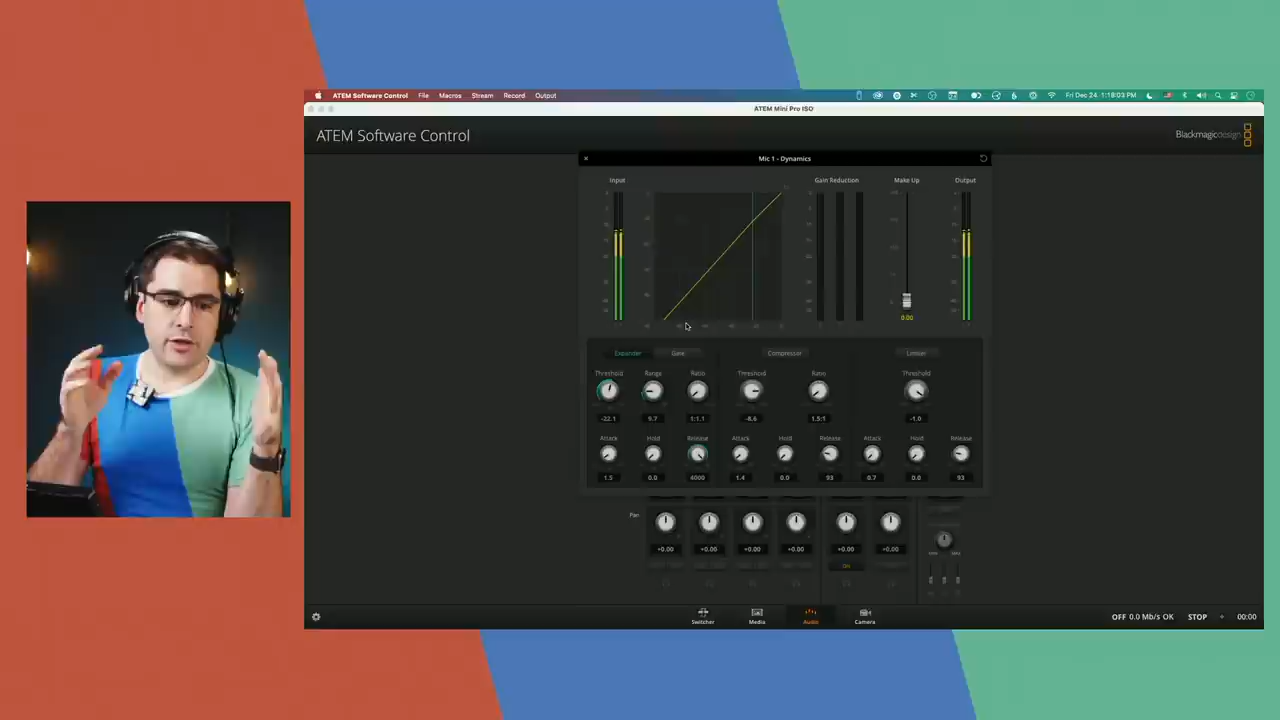 ATEM Software Control File Macros Stream Record Output
Fri Dec 24 1:18:03 PM
ATEM Mini Pro ISO
ATEM Software Control
Blackmagicdesign
Mic 1 - Dynamics
Input Gain Reduction Make Up Output
0.00
Expander Gate Compressor Limiter
Threshold Range Ratio Threshold Ratio Threshold
-22.1 9.7 1:1.1 -8.6 1.5:1 -1.0
Attack Hold Release Attack Hold Release Attack Hold Release
1.5 0.0 4000 1.4 0.0 93 0.7 0.0 93
Pan
+0.00 +0.00 +0.00 +0.00 +0.00 +0.00
ON
Switcher Media Audio Camera
OFF 0.0 Mb/s OK STOP + 00:00